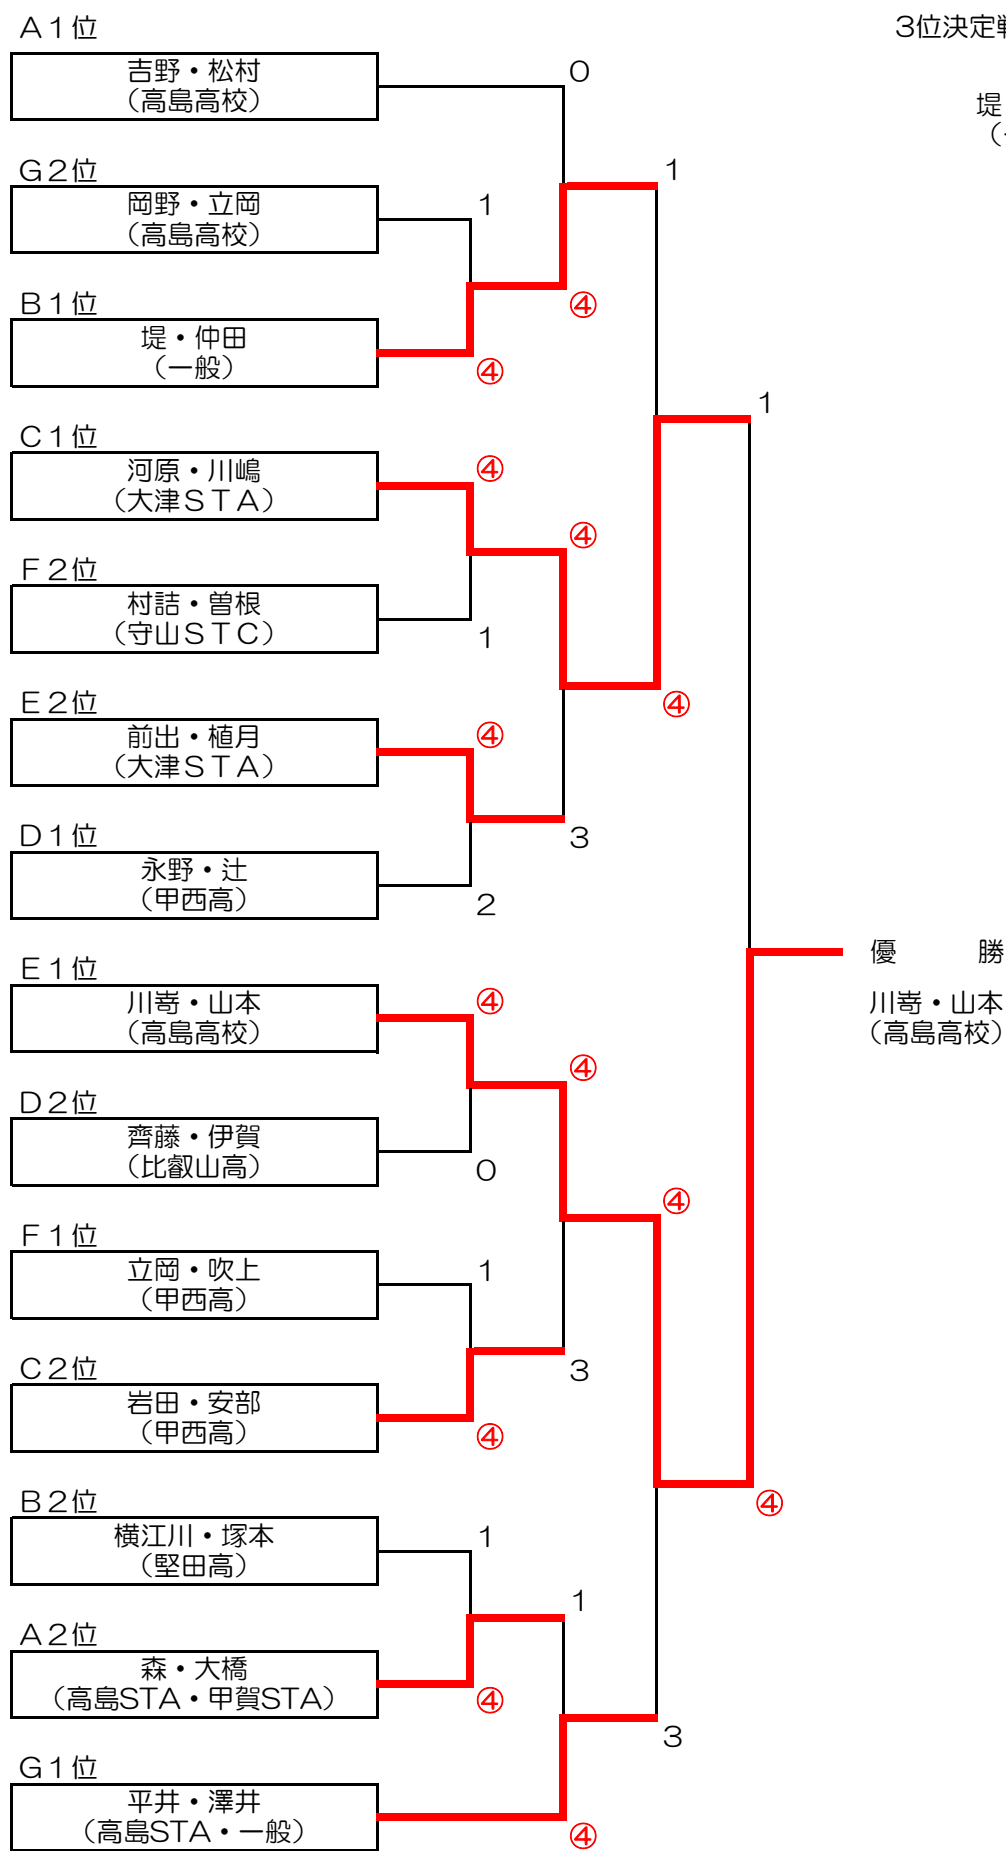 A1位
3位決定戦
吉野・松村
(高島高校)
0
堤
G2位
1
岡野・立岡
(高島高校)
1
B1位
④
堤・仲田
(一般)
④
1
C1位
河原・川嶋
(大津STA)
④
④
F2位
村詰・曽根
(守山STC)
1
E2位
④
前出・植月
(大津STA)
④
D1位
3
永野・辻
(甲西高)
2
優勝
E1位
川嵜・山本
(高島高校)
④
川嵜・山本
(高島高校)
④
D2位
齊藤・伊賀
(比叡山高)
0
④
F1位
立岡・吹上
(甲西高)
1
C2位
3
岩田・安部
(甲西高)
④
B2位
④
横江川・塚本
(堅田高)
1
1
A2位
森・大橋
(高島STA・甲賀STA)
④
3
G1位
平井・澤井
(高島STA・一般)
④